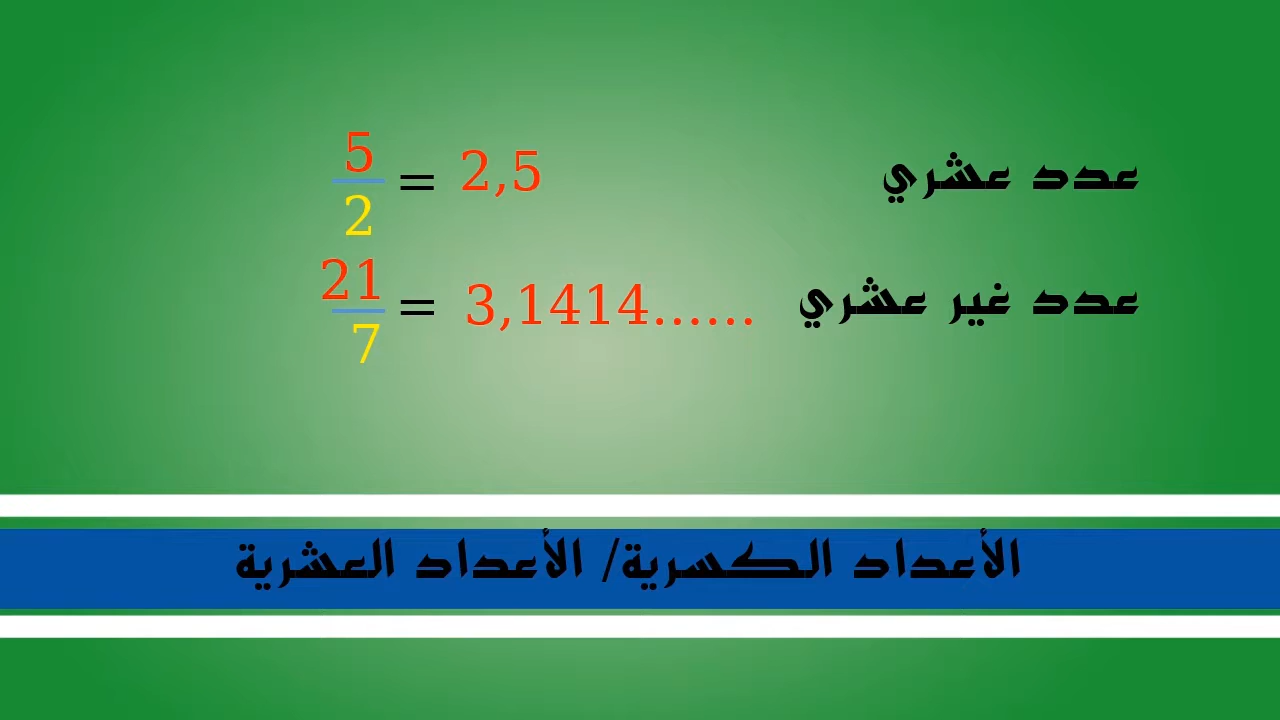 5/2 = 2,5 عدد عشري
21/7 = 3,1414...... عدد غير عشري
الأعداد الكسرية/ الأعداد العشرية